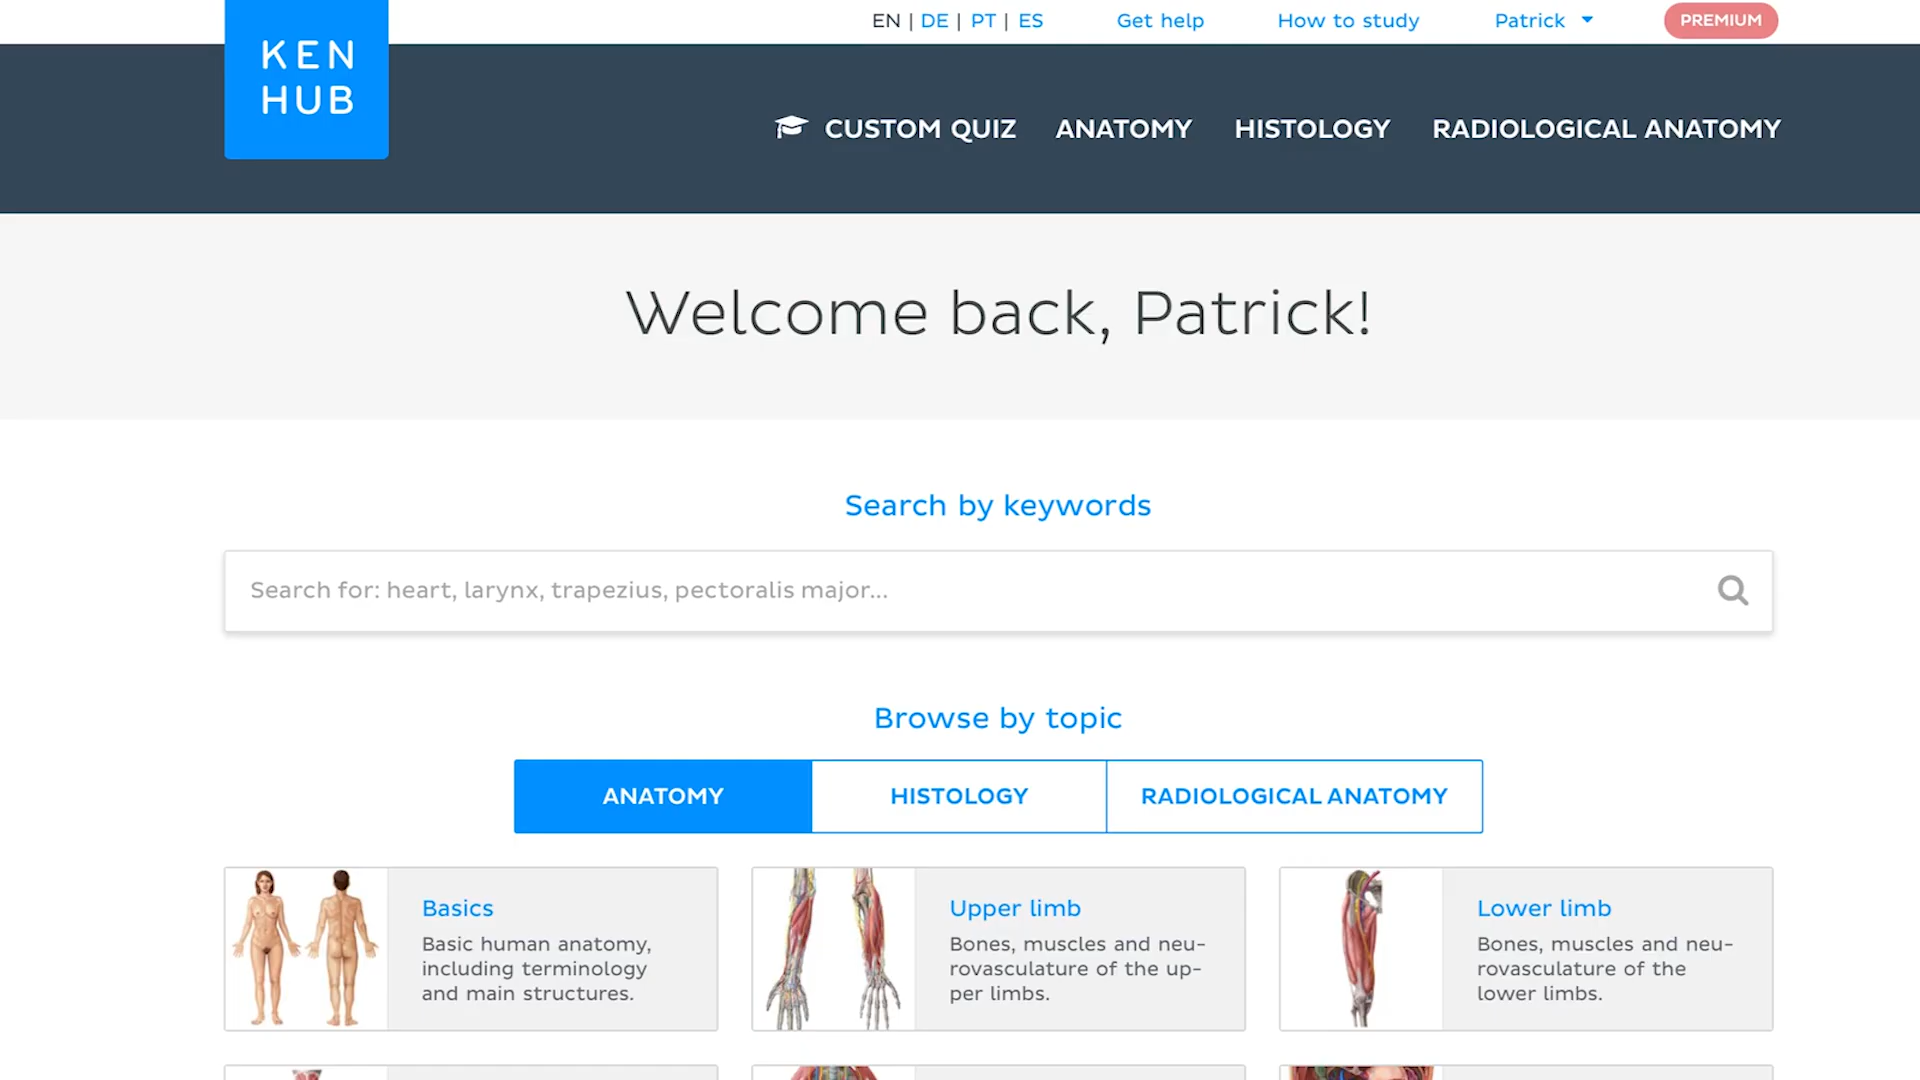 EN | DE | PT | ES Get help How to study Patrick PREMIUM
KEN
HUB
CUSTOM QUIZ ANATOMY HISTOLOGY RADIOLOGICAL ANATOMY
Welcome back, Patrick!
Search by keywords
Search for: heart, larynx, trapezius, pectoralis major...
Browse by topic
ANATOMY HISTOLOGY RADIOLOGICAL ANATOMY
Basics
Basic human anatomy,
including terminology
and main structures.
Upper limb
Bones, muscles and neu-
rovasculature of the up-
per limbs.
Lower limb
Bones, muscles and neu-
rovasculature of the
lower limbs.